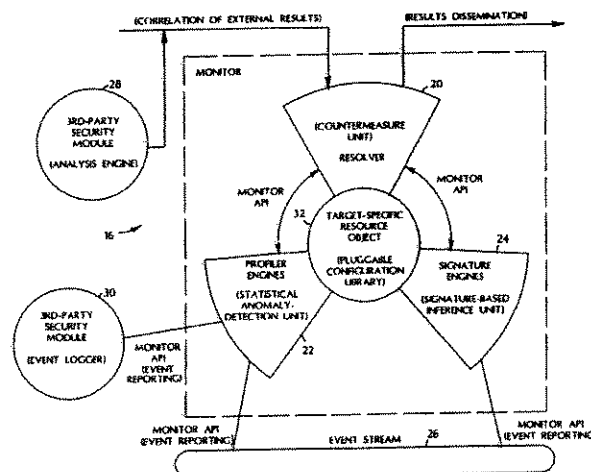 (CORRELATION OF EXTERNAL RESULTS)
(RESULTS DISSEMINATION)
28
3RD-PARTY
SECURITY
MODULE
(ANALYSIS ENGINE)
MONITOR
20
(COUNTERMEASURE
UNIT)
RESOLVER
MONITOR
API
MONITOR
API
16
32
TARGET-SPECIFIC
RESOURCE
OBJECT
(PLUGGABLE
CONFIGURATION
LIBRARY)
24
PROFILER
ENGINES
(STATISTICAL
ANOMALY-
DETECTION UNIT)
22
SIGNATURE
ENGINES
(SIGNATURE-BASED
INFERENCE UNIT)
30
3RD-PARTY
SECURITY
MODULE
(EVENT LOGGER)
MONITOR
API
(EVENT
REPORTING)
MONITOR API
(EVENT REPORTING)
MONITOR API
(EVENT REPORTING)
EVENT STREAM
26